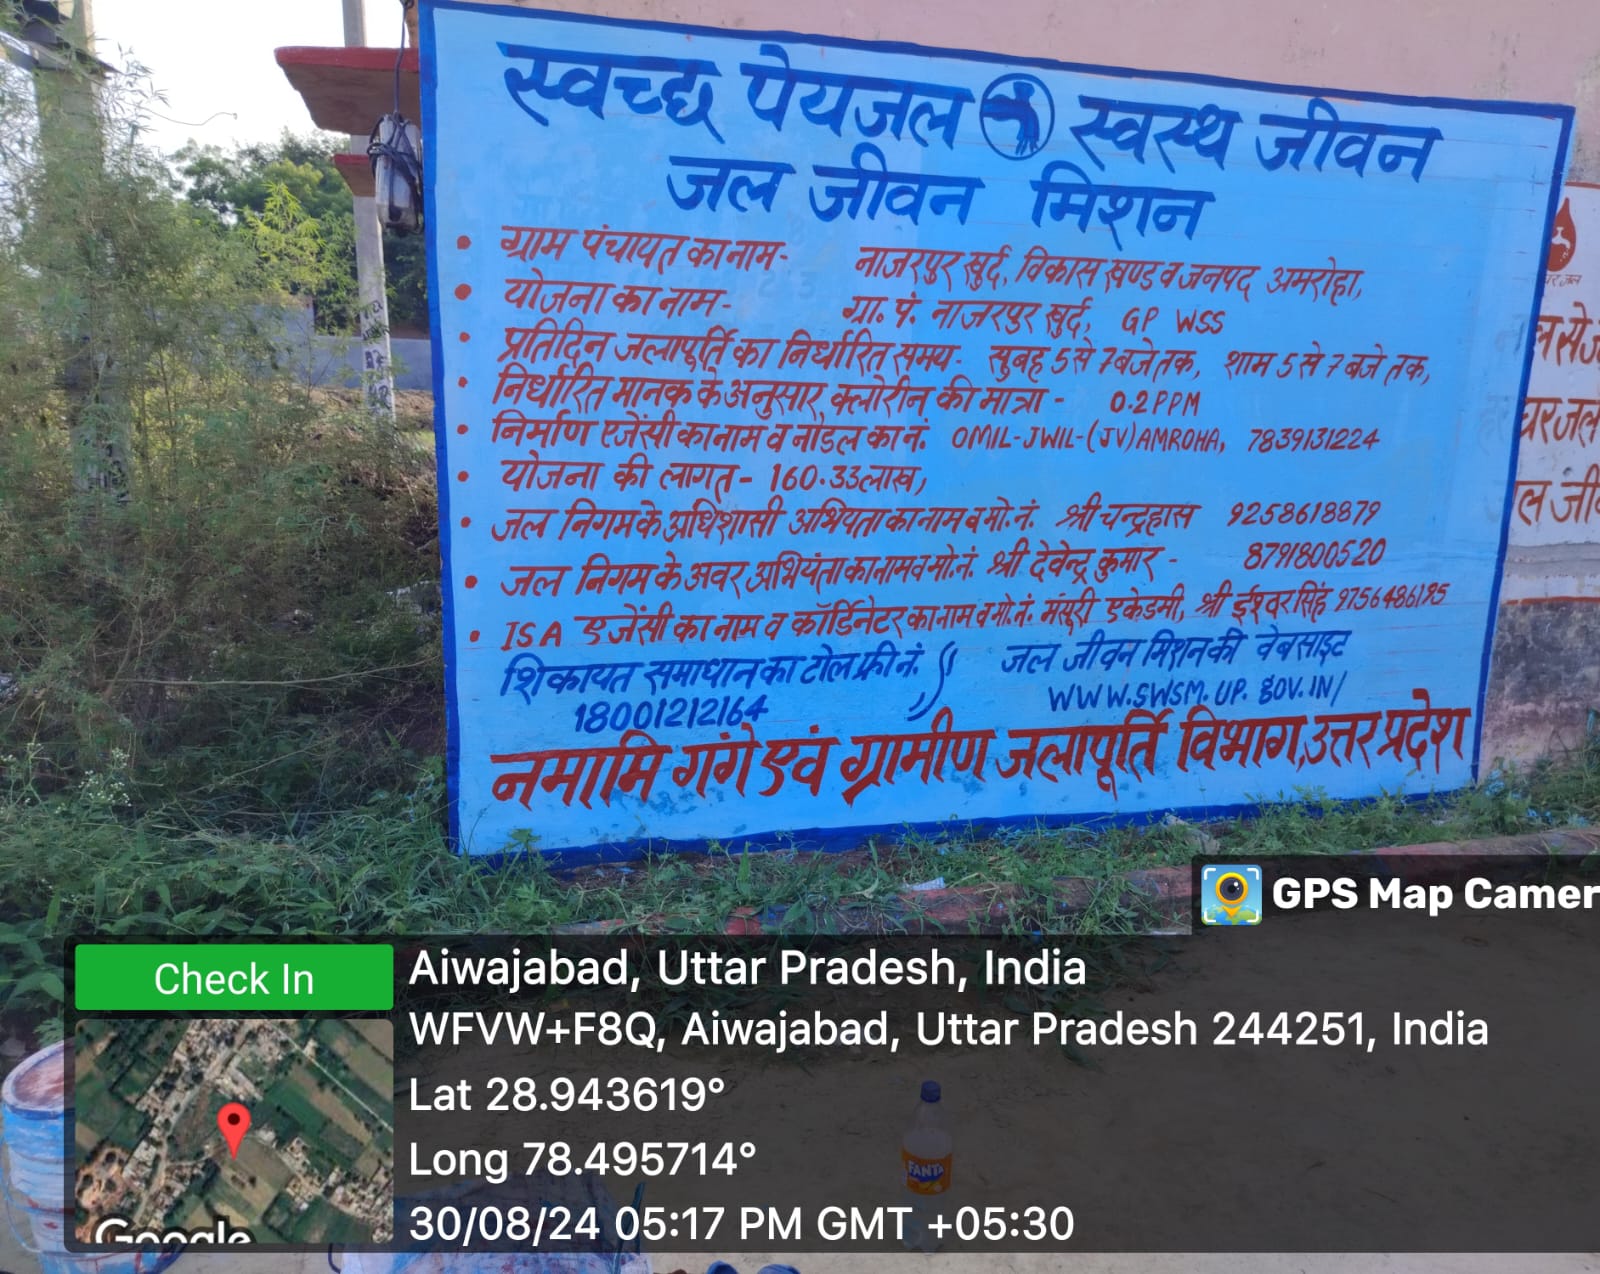 स्वच्छ पेयजल स्वस्थ जीवन
जल जीवन मिशन
• ग्राम पंचायत का नाम- नाजरपुर खुर्द, विकास खण्ड व जनपद अमरोहा,
• योजना का नाम- ग्रा. पं. नाजरपुर खुर्द, GP WSS
• प्रतिदिन जलापूर्ति का निर्धारित समय- सुबह 5 से 7 बजे तक, शाम 5 से 7 बजे तक,
• निर्धारित मानक के अनुसार क्लोरीन की मात्रा - 0.2 PPM
• निर्माण एजेंसी का नाम व नोडल का नं. OMIL-JWIL-(JV)AMROHA, 7839131224
• योजना की लागत- 160.33 लाख,
• जल निगम के अधिशासी अभियंता का नाम व मो. नं. श्री चन्द्रहास 9258618879
• जल निगम के अवर अभियंता का नाम व मो. नं. श्री देवेन्द्र कुमार - 8791800520
• ISA एजेंसी का नाम व कॉर्डिनेटर का नाम व मो. नं. मंसूरी एकेडमी, श्री ईश्वर सिंह 9756486195
शिकायत समाधान का टोल फ्री नं. जल जीवन मिशन की वेबसाइट
18001212164 WWW.SWSM.UP.GOV.IN/
नमामि गंगे एवं ग्रामीण जलापूर्ति विभाग, उत्तर प्रदेश
GPS Map Camer
Check In
Aiwajabad, Uttar Pradesh, India
WFVW+F8Q, Aiwajabad, Uttar Pradesh 244251, India
Lat 28.943619°
Long 78.495714°
30/08/24 05:17 PM GMT +05:30
Google
FANTA